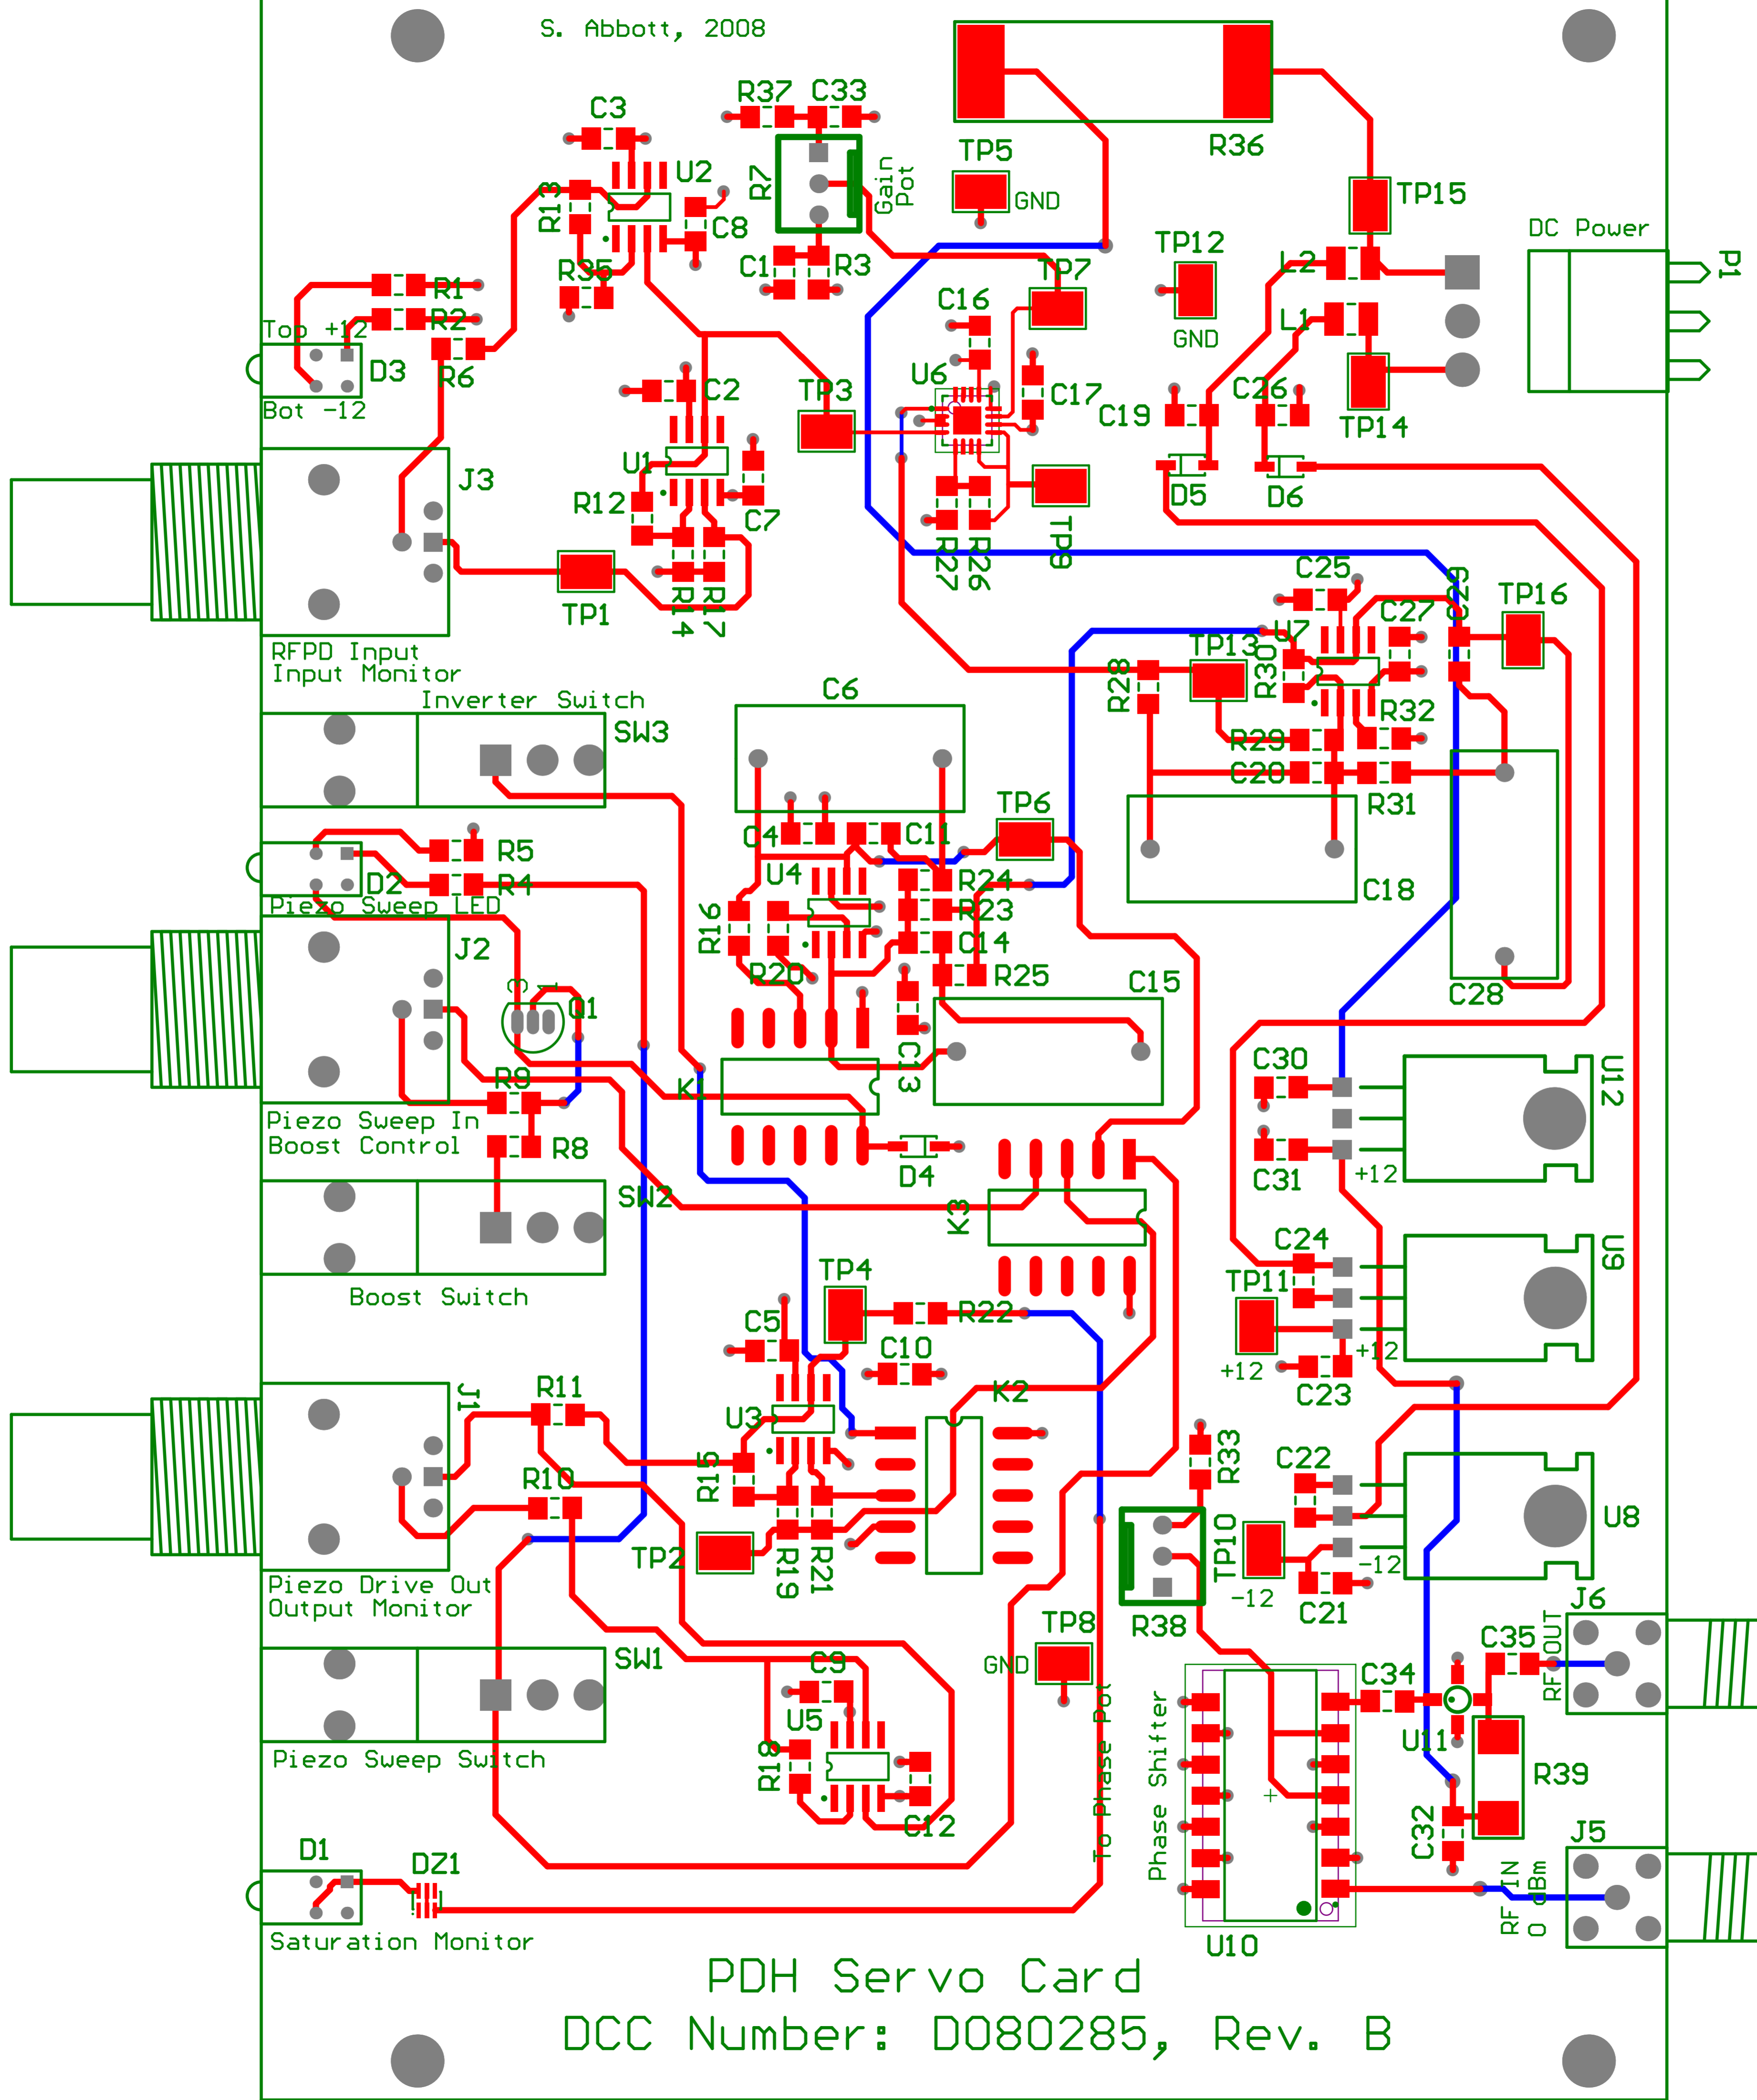 S. Abbott, 2008
R37 C33
C3
R36
TP5
U2
R7
Gain
Pot
GND
TP15
R13
C8
DC Power
P1
TP12
C1 R3
TP7
L2
R35
R1
C16
R2
L1
Top +12
GND
D3
R6
U6
C2
TP3
C17
C26
Bot -12
C19
TP14
U1
J3
R12
D5 D6
C7
TP9
R27 R26
C25
TP1
R14 R17
C29
TP16
C27
U7
RFPD Input
Input Monitor
TP13
R30
R28
Inverter Switch
C6
R32
SW3
R29
C20
R31
TP6
C4 C11
R5
U4
D2 R4
R24
C18
Piezo Sweep LED
R16
R23
J2
C14
R20
R25
C15
3 1
C28
Q1
C30
U12
C13
R9
K1
Piezo Sweep In
Boost Control
R8
D4
C31
+12
SW2
K3
C24
U9
TP4
TP11
Boost Switch
C5
R22
C10
+12
+12
C23
R11
J1
K2
U3
R15
R33
C22
R10
U8
TP2
R19 R21
TP10
-12
-12
Piezo Drive Out
Output Monitor
C21
J6
R38
TP8
SW1
C9
GND
RF OUT
C35
C34
U5
To Phase Pot
Phase Shifter
U11
Piezo Sweep Switch
R18
R39
C12
C32
J5
D1
DZ1
RF IN
0 dBm
Saturation Monitor
U10
PDH Servo Card
DCC Number: D080285, Rev. B